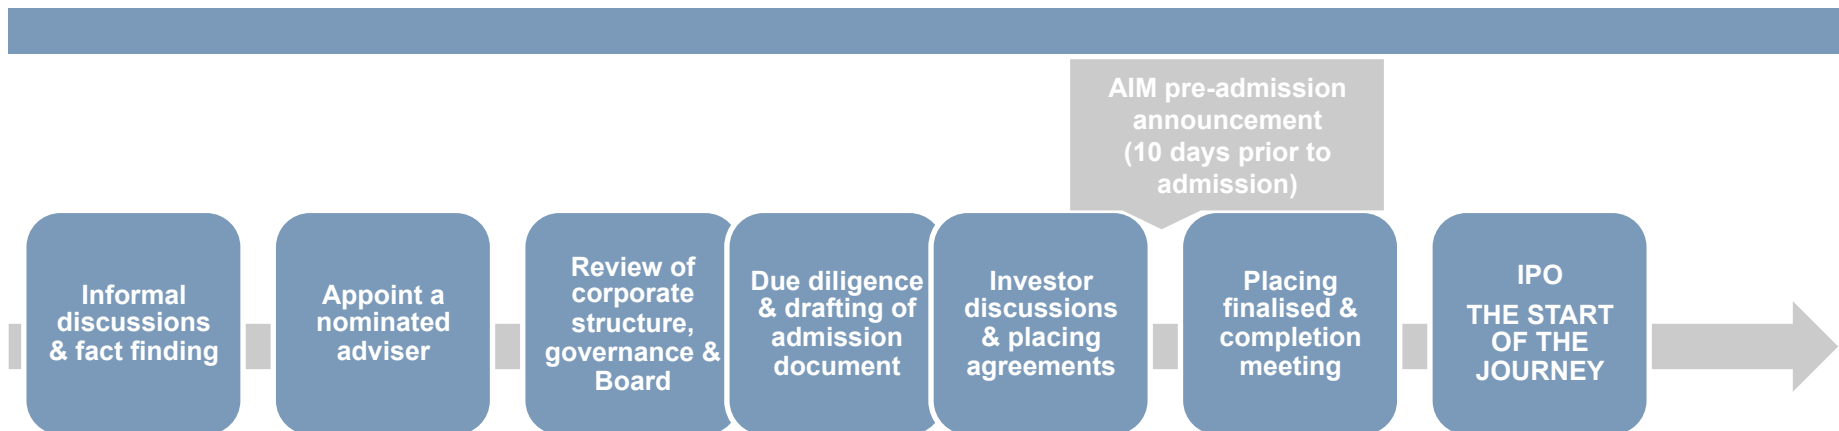 AIM pre-admission
announcement
(10 days prior to
admission)
Informal
discussions
& fact finding
Appoint a
nominated
adviser
Review of
corporate
structure,
governance &
Board
Due diligence
& drafting of
admission
document
Investor
discussions
& placing
agreements
Placing
finalised &
completion
meeting
IPO
THE START
OF THE
JOURNEY